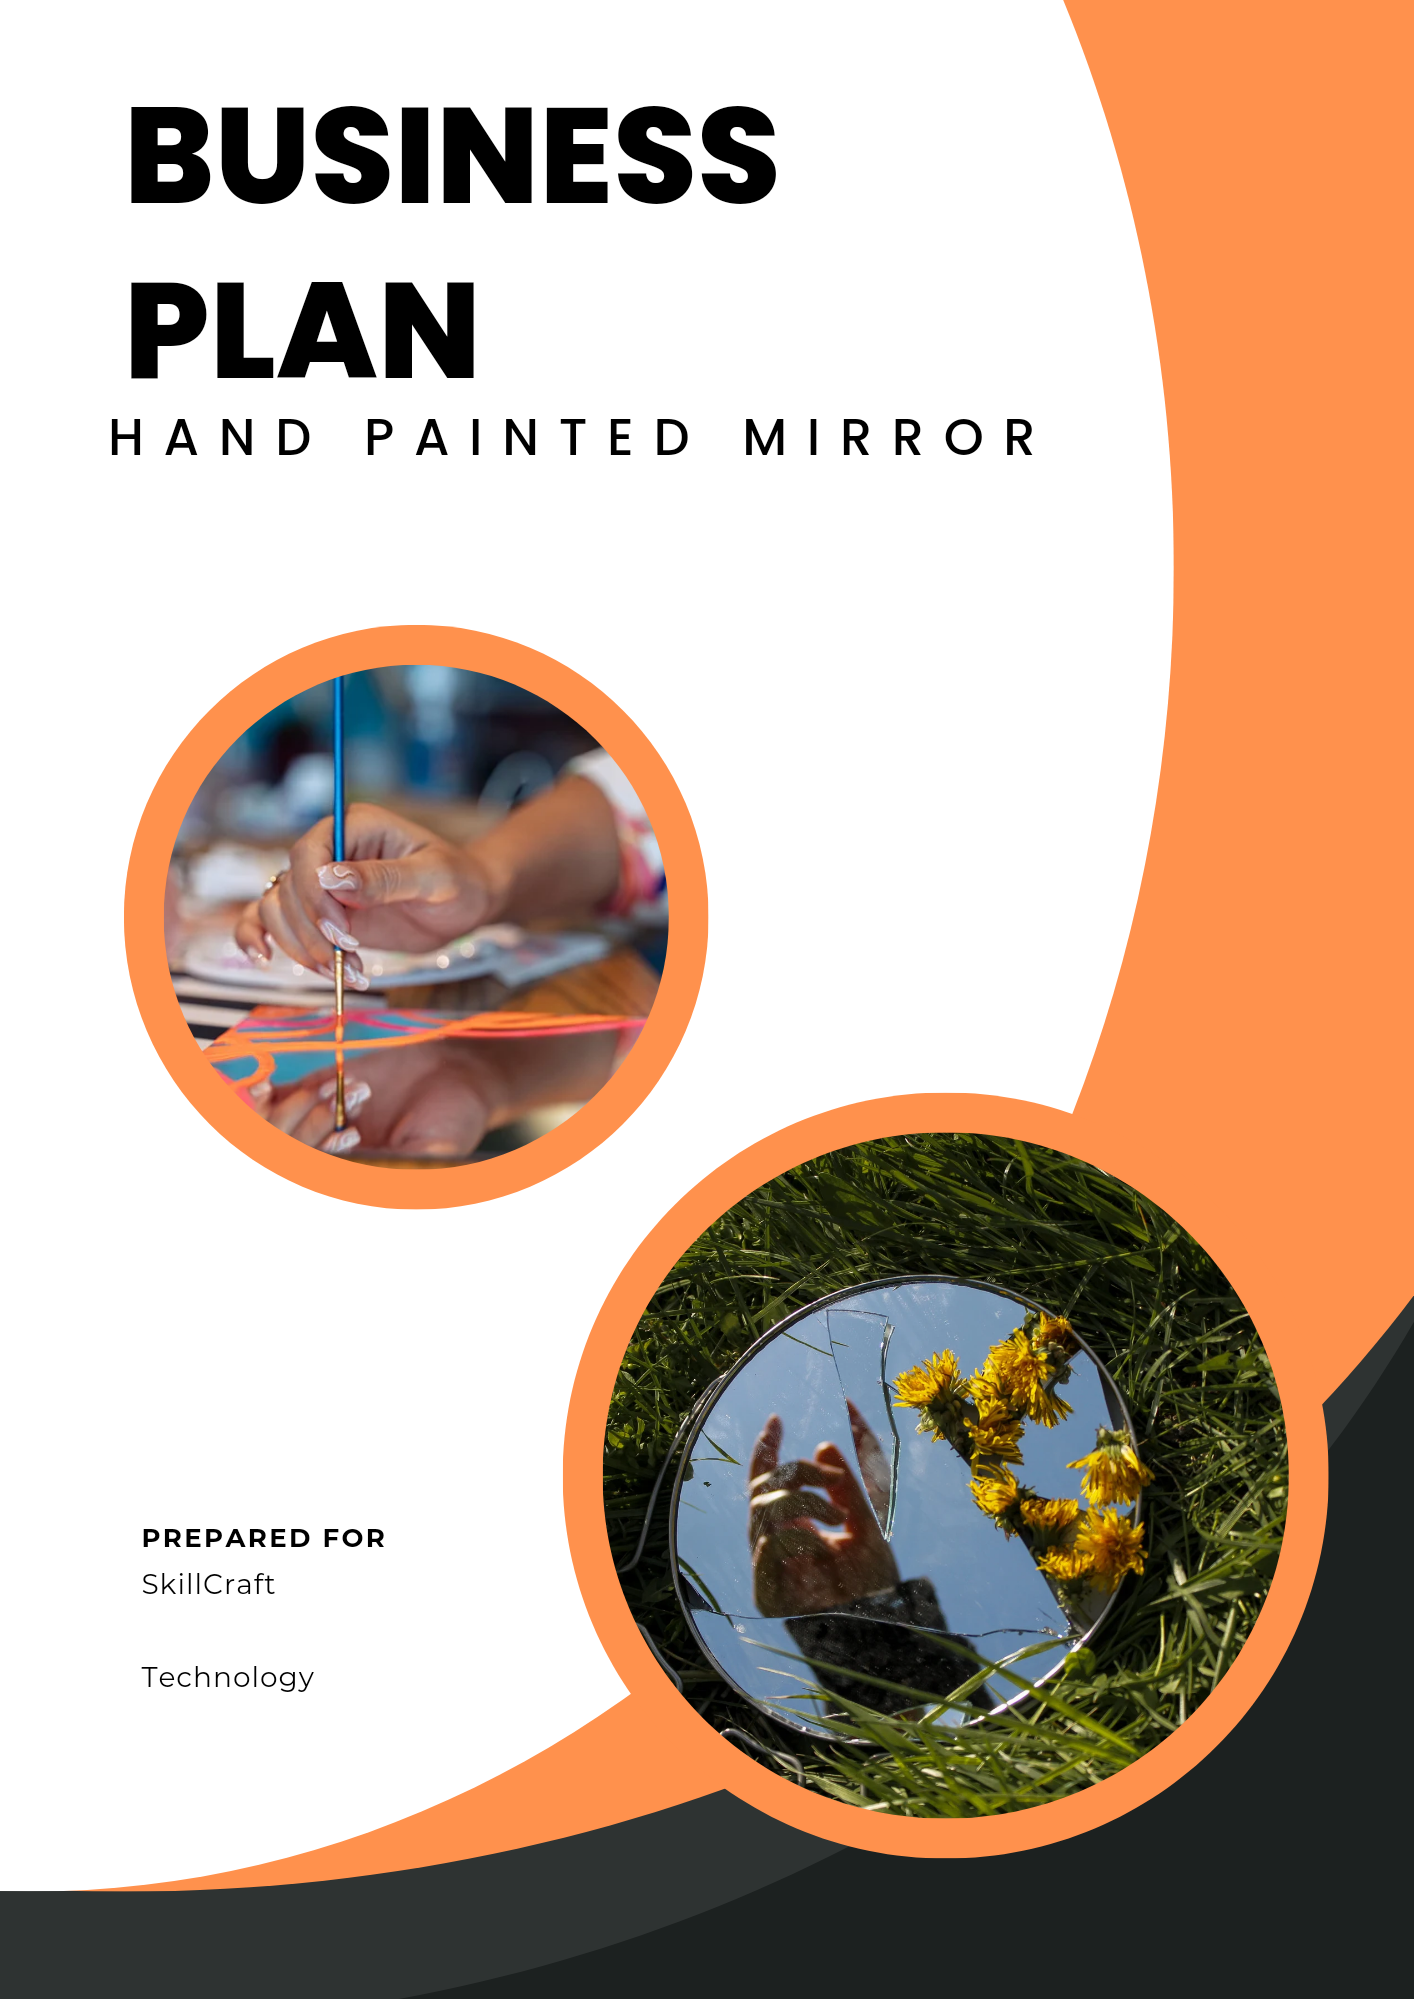 BUSINESS
PLAN
HAND PAINTED MIRROR
PREPARED FOR
SkillCraft
Technology